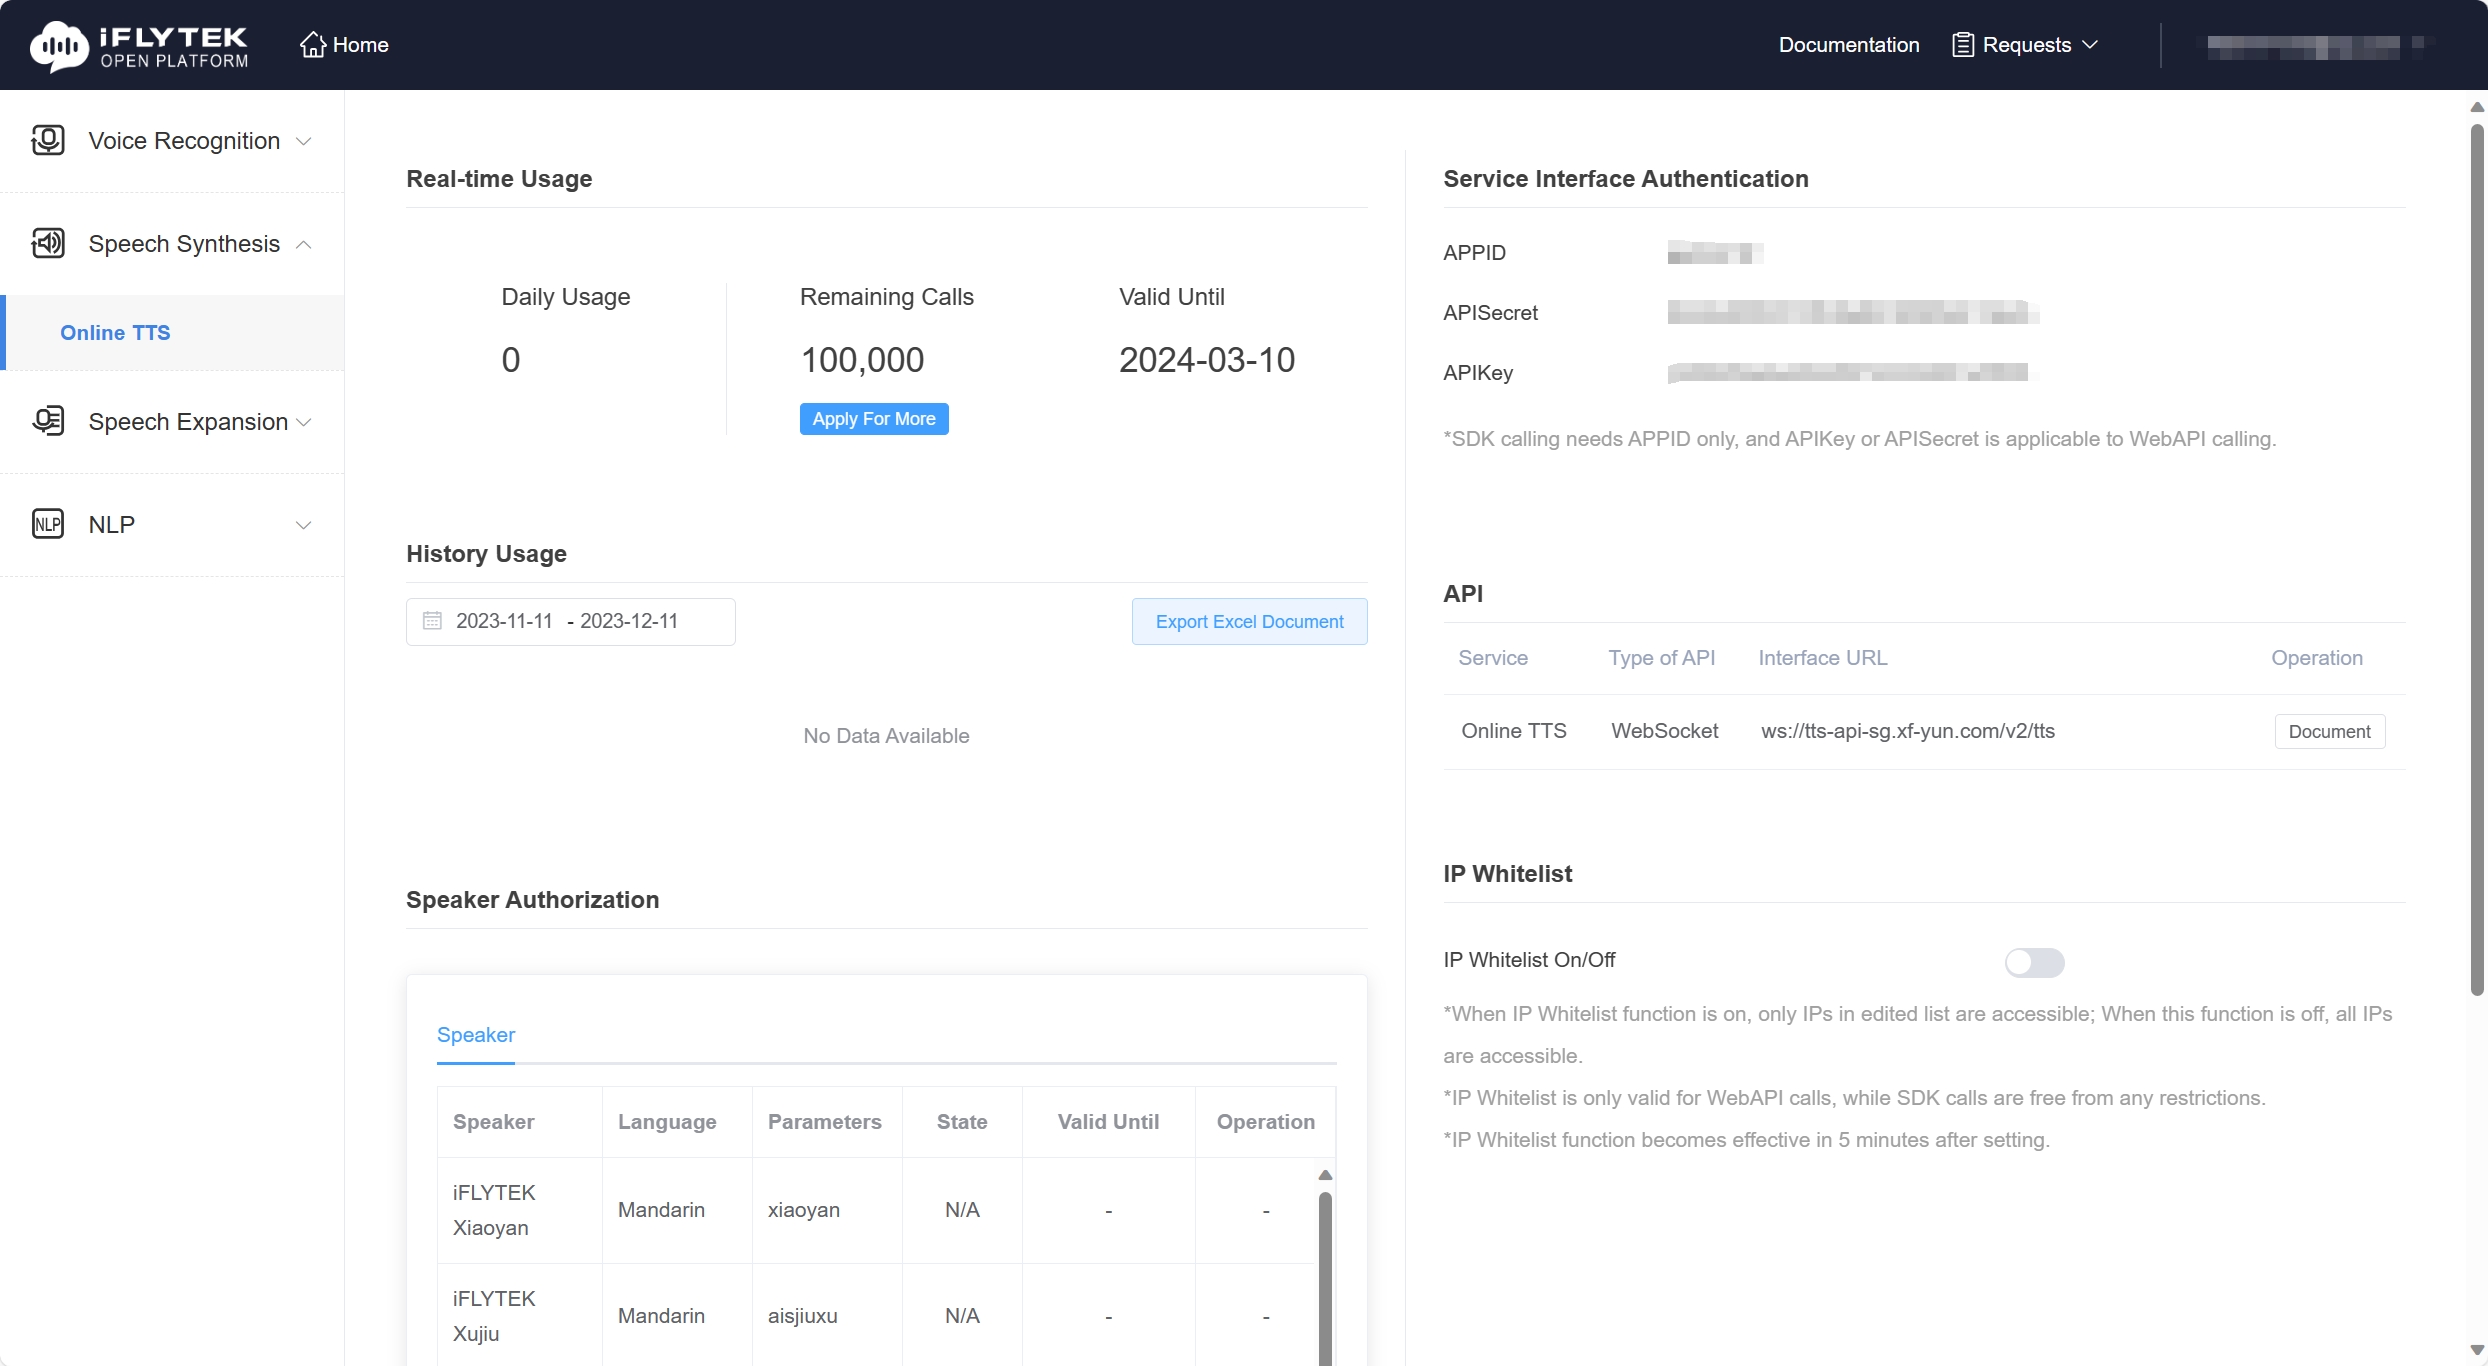 iFLYTEK
OPEN PLATFORM
Home
Documentation
Requests
Voice Recognition
Speech Synthesis
Online TTS
Speech Expansion
NLP
NLP
Real-time Usage
Daily Usage
0
Remaining Calls
100,000
Apply For More
Valid Until
2024-03-10
History Usage
2023-11-11 - 2023-12-11
Export Excel Document
No Data Available
Speaker Authorization
Speaker
Speaker Language Parameters State Valid Until Operation
iFLYTEK
Xiaoyan
Mandarin xiaoyan N/A - -
iFLYTEK
Xujiu
Mandarin aisjiuxu N/A - -
Service Interface Authentication
APPID
APISecret
APIKey
*SDK calling needs APPID only, and APIKey or APISecret is applicable to WebAPI calling.
API
Service Type of API Interface URL Operation
Online TTS WebSocket ws://tts-api-sg.xf-yun.com/v2/tts Document
IP Whitelist
IP Whitelist On/Off
*When IP Whitelist function is on, only IPs in edited list are accessible; When this function is off, all IPs
are accessible.
*IP Whitelist is only valid for WebAPI calls, while SDK calls are free from any restrictions.
*IP Whitelist function becomes effective in 5 minutes after setting.